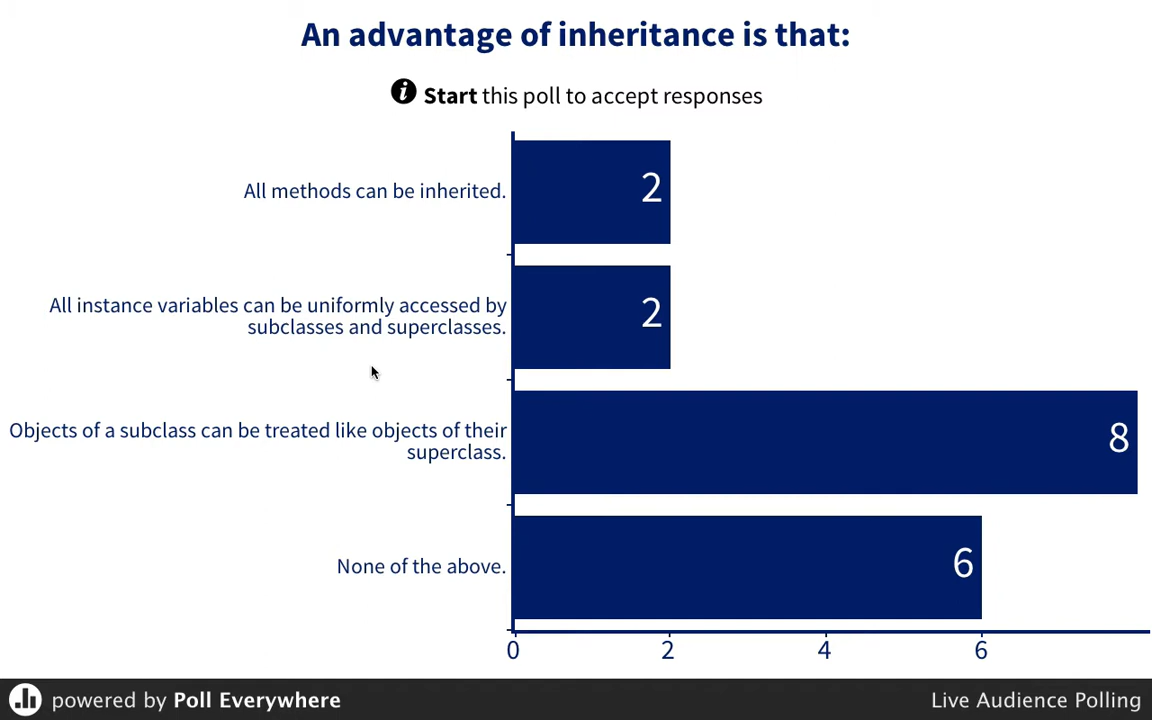 An advantage of inheritance is that:
i Start this poll to accept responses
All methods can be inherited.
2
All instance variables can be uniformly accessed by
subclasses and superclasses.
2
Objects of a subclass can be treated like objects of their
superclass.
8
None of the above.
6
0 2 4 6
powered by Poll Everywhere
Live Audience Polling